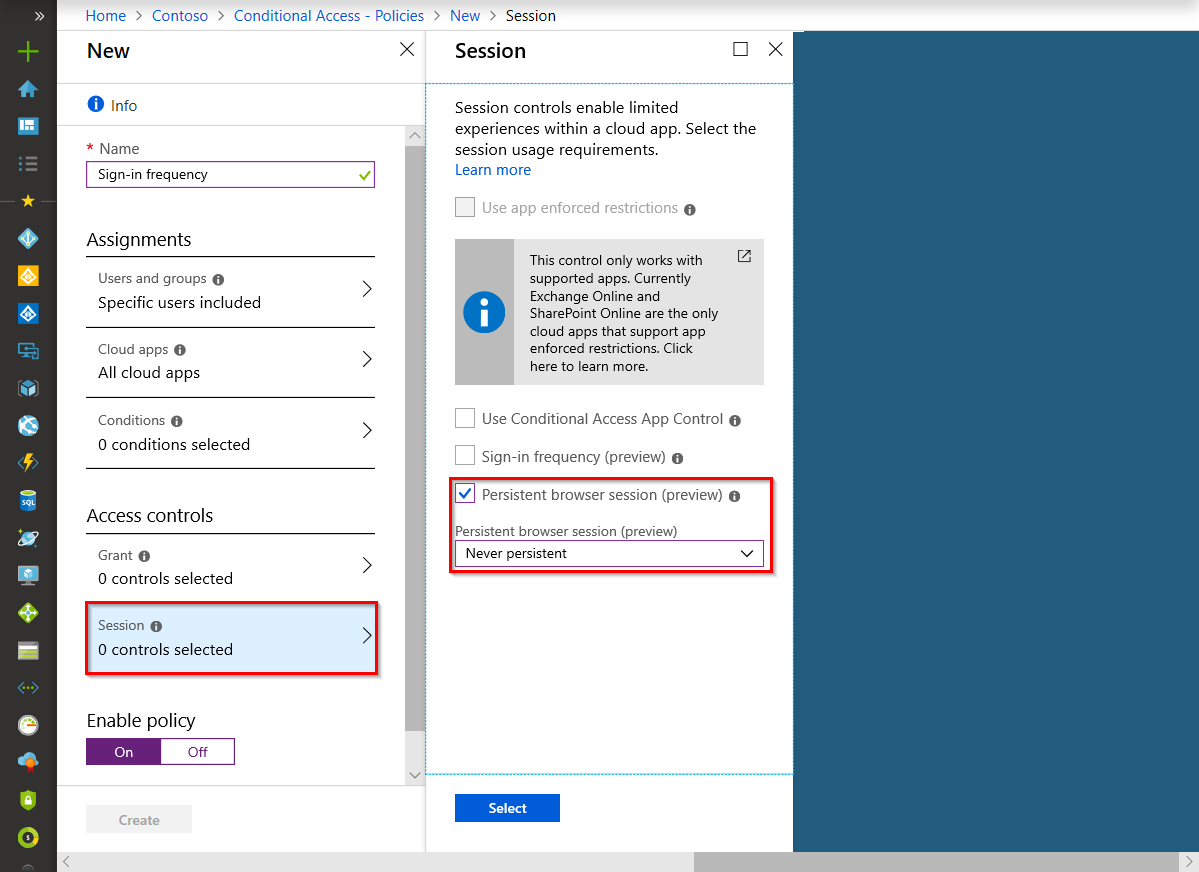 Home > Contoso > Conditional Access - Policies > New > Session
New
Info
* Name
Sign-in frequency
Assignments
Users and groups
Specific users included
Cloud apps
All cloud apps
Conditions
0 conditions selected
Access controls
Grant
0 controls selected
Session
0 controls selected
Enable policy
On Off
Create
Session
Session controls enable limited
experiences within a cloud app. Select the
session usage requirements.
Learn more
Use app enforced restrictions
This control only works with
supported apps. Currently
Exchange Online and
SharePoint Online are the only
cloud apps that support app
enforced restrictions. Click
here to learn more.
Use Conditional Access App Control
Sign-in frequency (preview)
Persistent browser session (preview)
Persistent browser session (preview)
Never persistent
Select
SQL